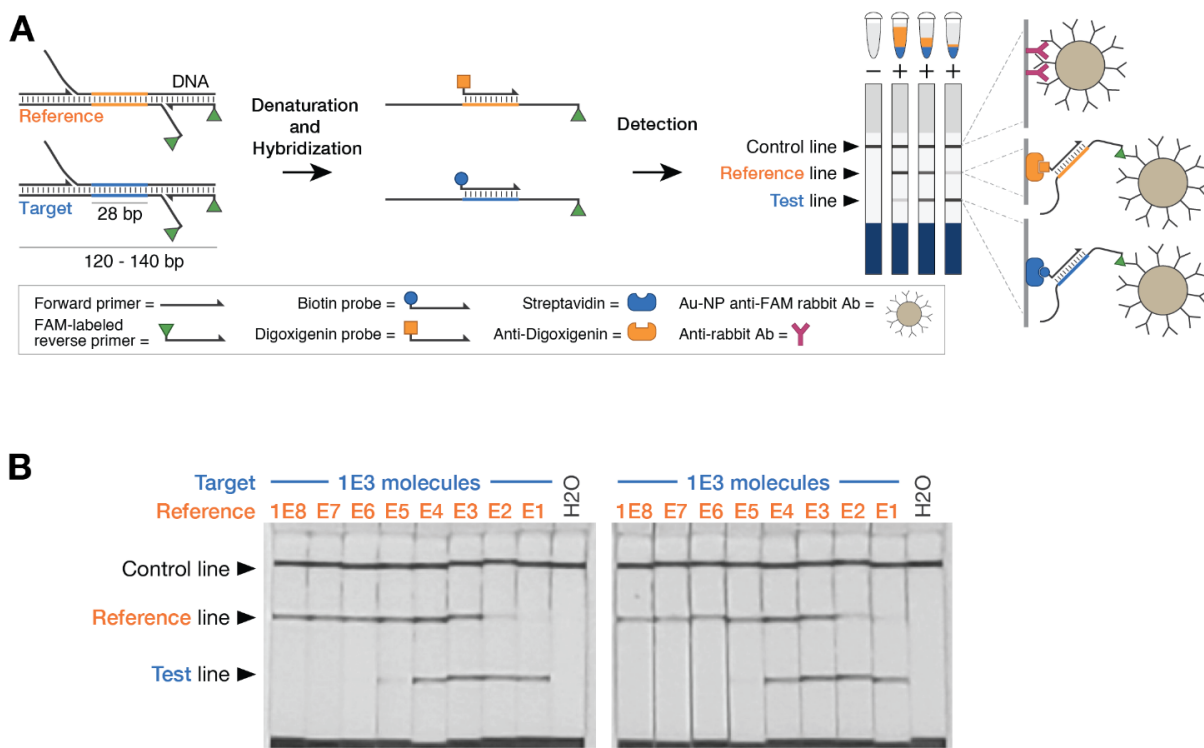 A
DNA
Reference
Target
28 bp
120 - 140 bp
Denaturation
and
Hybridization
Detection
− + + +
Control line
Reference line
Test line
Forward primer =
FAM-labeled
reverse primer =
Biotin probe =
Digoxigenin probe =
Streptavidin =
Anti-Digoxigenin =
Au-NP anti-FAM rabbit Ab =
Anti-rabbit Ab =
B
Target 1E3 molecules 1E3 molecules
Reference 1E8 E7 E6 E5 E4 E3 E2 E1 H2O 1E8 E7 E6 E5 E4 E3 E2 E1 H2O
Control line
Reference line
Test line